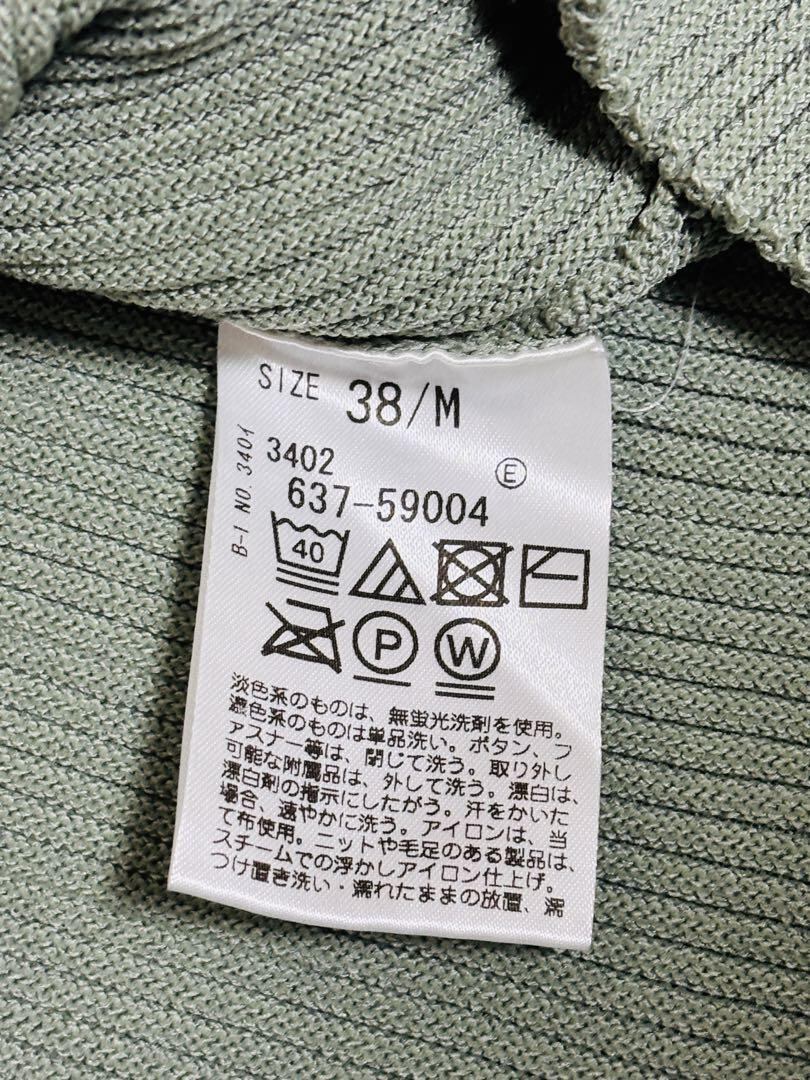 SIZE 38/M
B-1 NO. 3401
3402
E
637-59004
40
P W
淡色系のものは、無蛍光洗剤を使用。
濃色系のものは単品洗い。ボタン、フ
ァスナー等は、閉じて洗う。取り外し
可能な附属品は、外して洗う。漂白は、
漂白剤の指示にしたがう。汗をかいた
場合、速やかに洗う。アイロンは、当
て布使用。ニットや毛足のある製品は、
スチームでの浮かしアイロン仕上げ。
つけ置き洗い・濡れたままの放置、濕